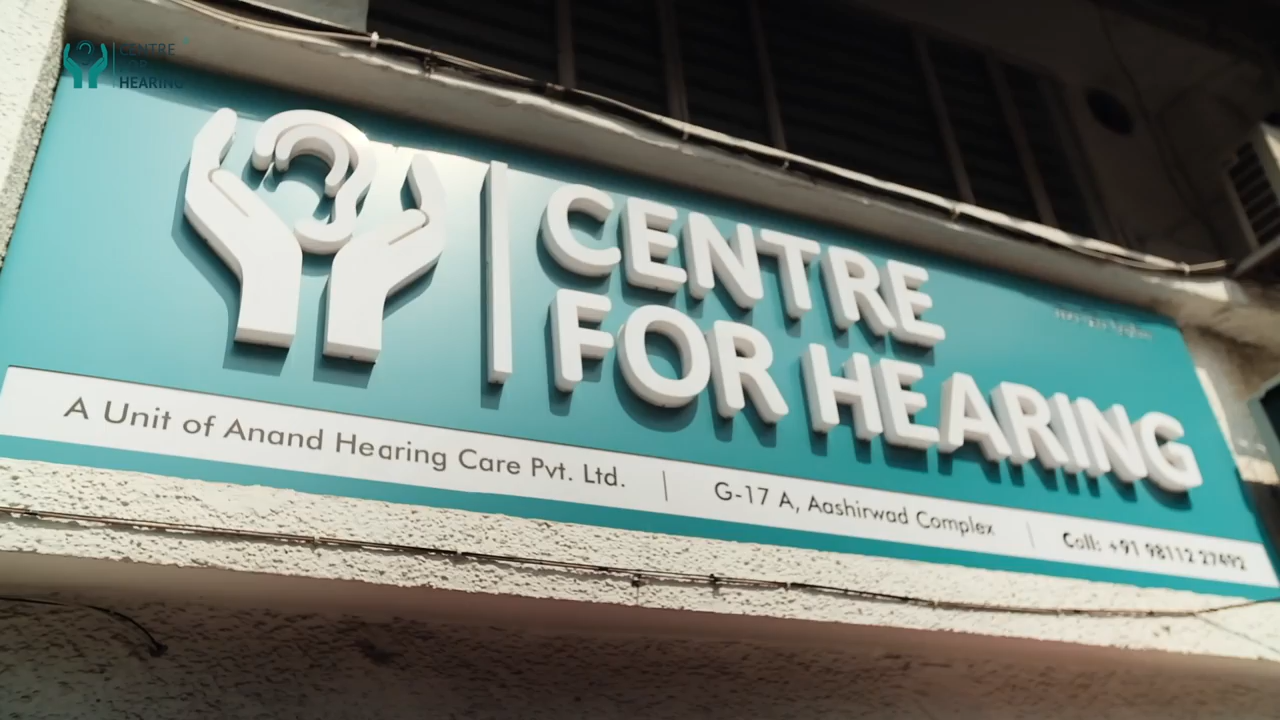 CENTRE
FOR
HEARING
CENTRE
FOR HEARING
A Unit of Anand Hearing Care Pvt. Ltd. | G-17 A, Aashirwad Complex | Call: +91 98112 27492